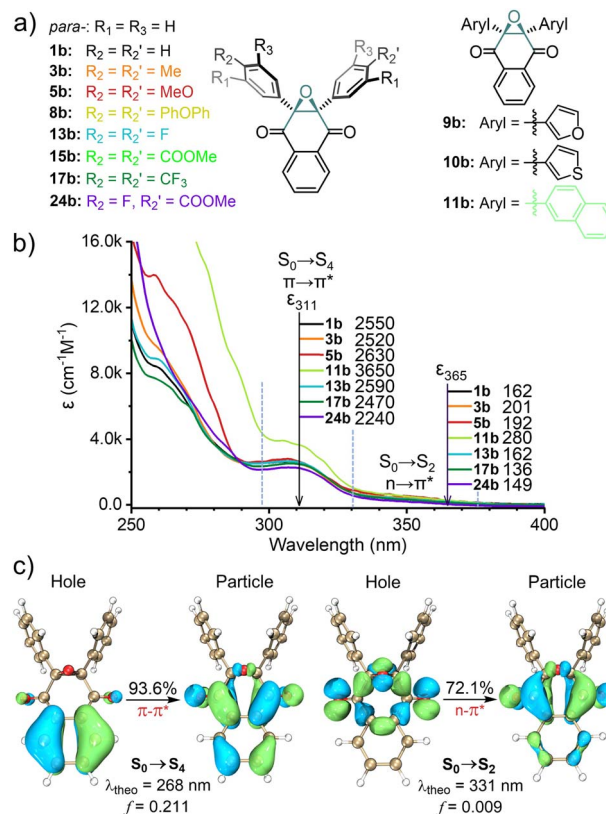 a)
para-: R₁ = R₃ = H
1b: R₂ = R₂' = H
3b: R₂ = R₂' = Me
5b: R₂ = R₂' = MeO
8b: R₂ = R₂' = PhOPh
13b: R₂ = R₂' = F
15b: R₂ = R₂' = COOMe
17b: R₂ = R₂' = CF₃
24b: R₂ = F, R₂' = COOMe
R₃ R₃
R₂ R₂'
R₁ R₁
O
O O
Aryl O Aryl
O O
9b: Aryl = O
10b: Aryl = S
11b: Aryl =
b)
16.0k
12.0k
8.0k
4.0k
0.0
ε (cm⁻¹M⁻¹)
S₀→S₄
π→π*
ε₃₁₁
1b 2550
3b 2520
5b 2630
11b 3650
13b 2590
17b 2470
24b 2240
S₀→S₂
n→π*
ε₃₆₅
1b 162
3b 201
5b 192
11b 280
13b 162
17b 136
24b 149
250 300 350 400
Wavelength (nm)
c)
Hole Particle Hole Particle
93.6%
π-π*
72.1%
n-π*
S₀→S₄
λtheo = 268 nm
f = 0.211
S₀→S₂
λtheo = 331 nm
f = 0.009